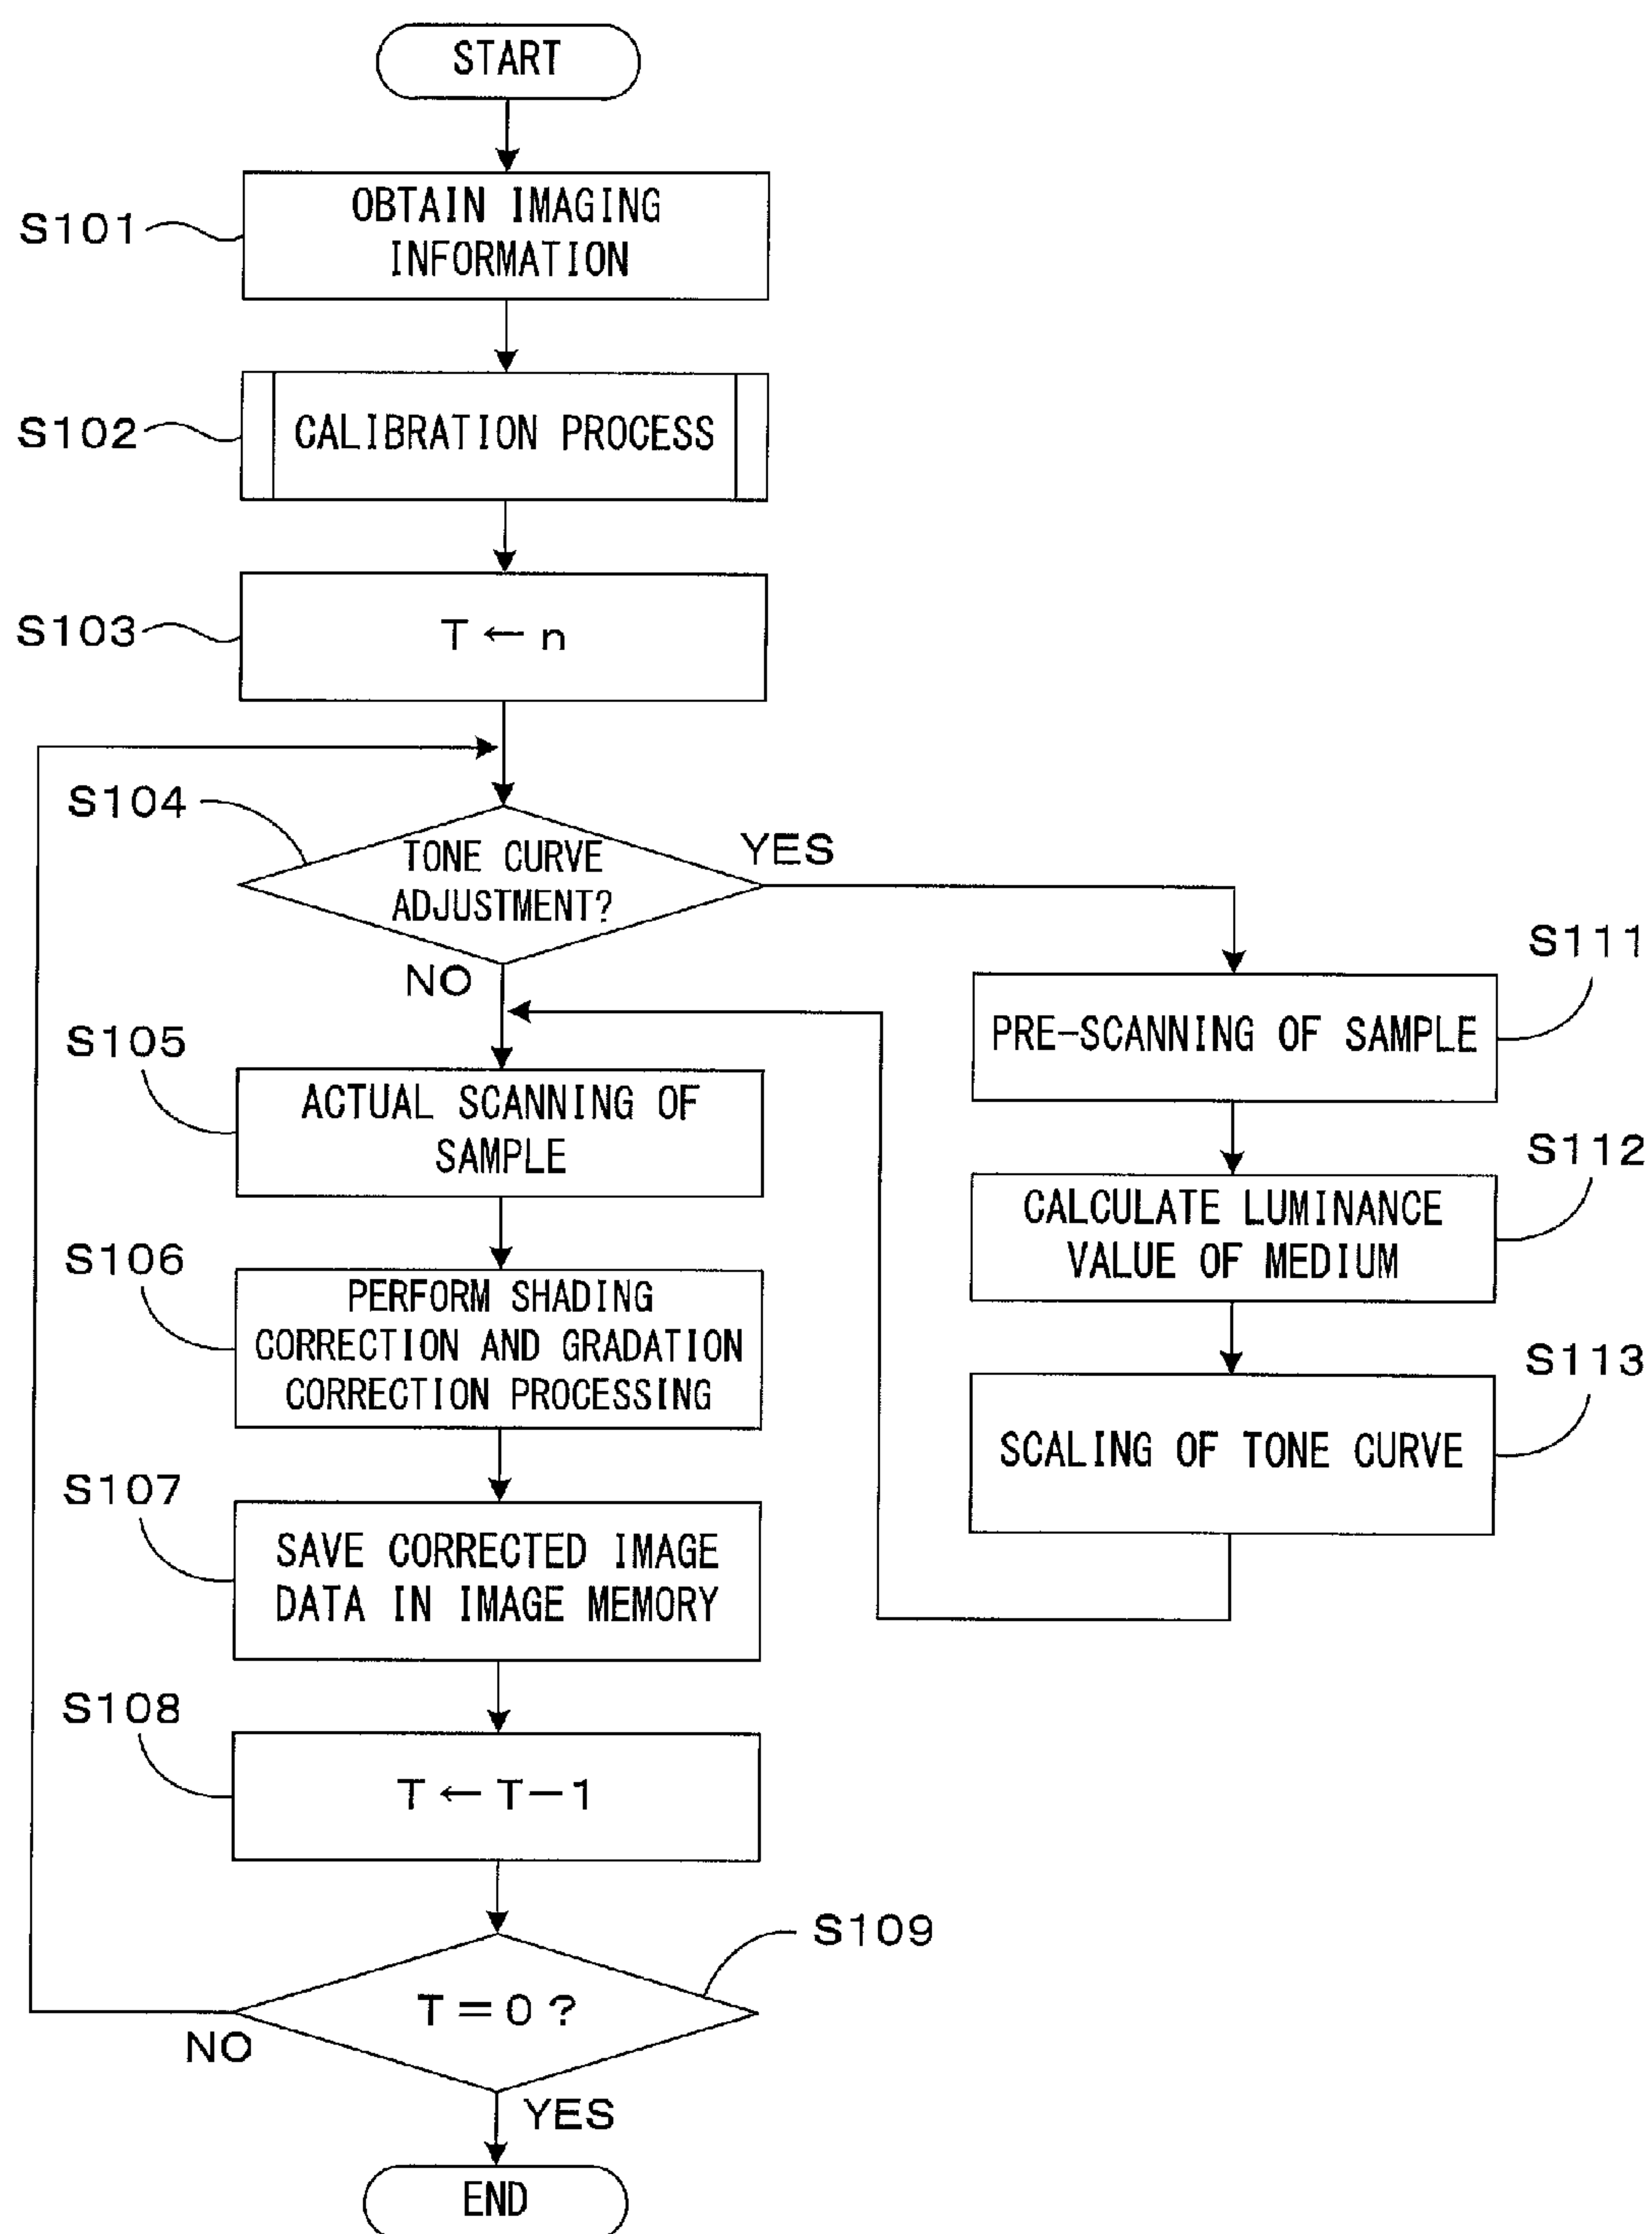 START
S101
OBTAIN IMAGING
INFORMATION
S102
CALIBRATION PROCESS
S103
T ← n
S104
TONE CURVE
ADJUSTMENT?
YES
NO
S111
PRE-SCANNING OF SAMPLE
S112
CALCULATE LUMINANCE
VALUE OF MEDIUM
S113
SCALING OF TONE CURVE
S105
ACTUAL SCANNING OF
SAMPLE
S106
PERFORM SHADING
CORRECTION AND GRADATION
CORRECTION PROCESSING
S107
SAVE CORRECTED IMAGE
DATA IN IMAGE MEMORY
S108
T ← T−1
S109
T = 0 ?
NO
YES
END